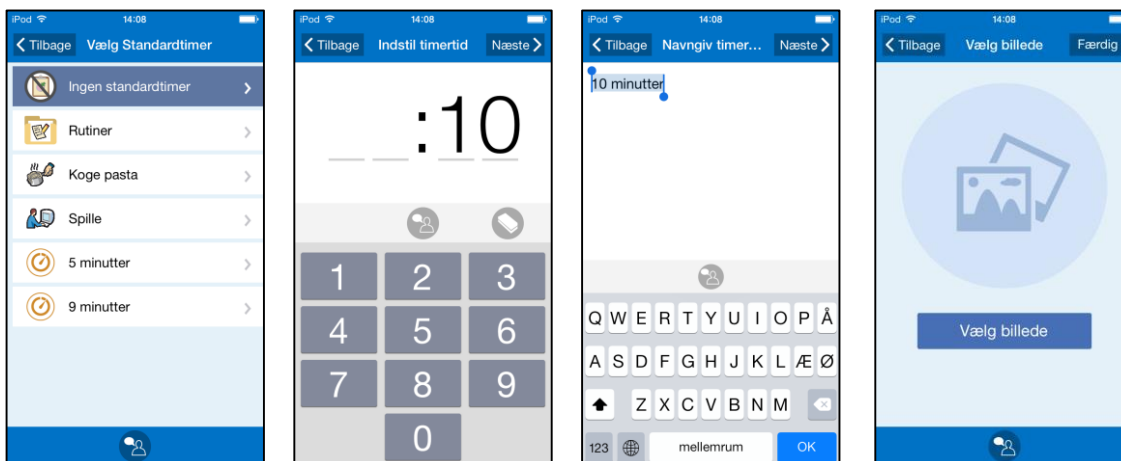 iPod 14:08
Tilbage Vælg Standardtimer
Ingen standardtimer
Rutiner
Koge pasta
Spille
5 minutter
9 minutter
iPod 14:08
Tilbage Indstil timertid Næste
:10
1 2 3
4 5 6
7 8 9
0
iPod 14:08
Tilbage Navngiv timer... Næste
10 minutter
Q W E R T Y U I O P Å
A S D F G H J K L Æ Ø
Z X C V B N M
123 mellemrum OK
iPod 14:08
Tilbage Vælg billede Færdig
Vælg billede